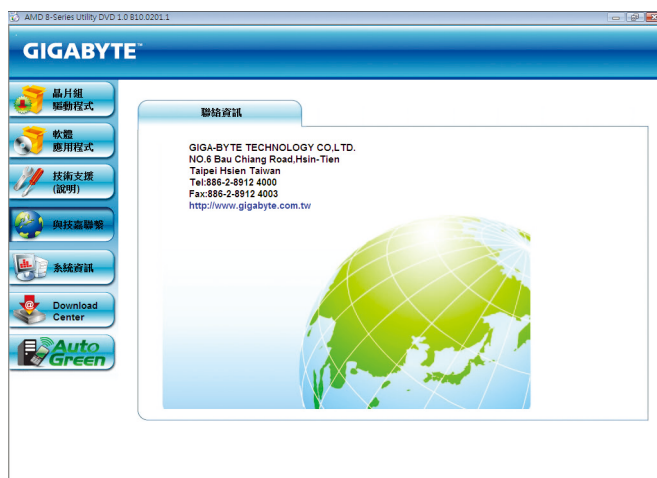 AMD 8-Series Utility DVD 1.0 B10.0201.1
GIGABYTE™
晶片組
驅動程式
軟體
應用程式
技術支援
(說明)
與技嘉聯繫
系統資訊
Download
Center
Auto
Green
聯絡資訊
GIGA-BYTE TECHNOLOGY CO,LTD.
NO.6 Bau Chiang Road,Hsin-Tien
Taipei Hsien Taiwan
Tel:886-2-8912 4000
Fax:886-2-8912 4003
http://www.gigabyte.com.tw